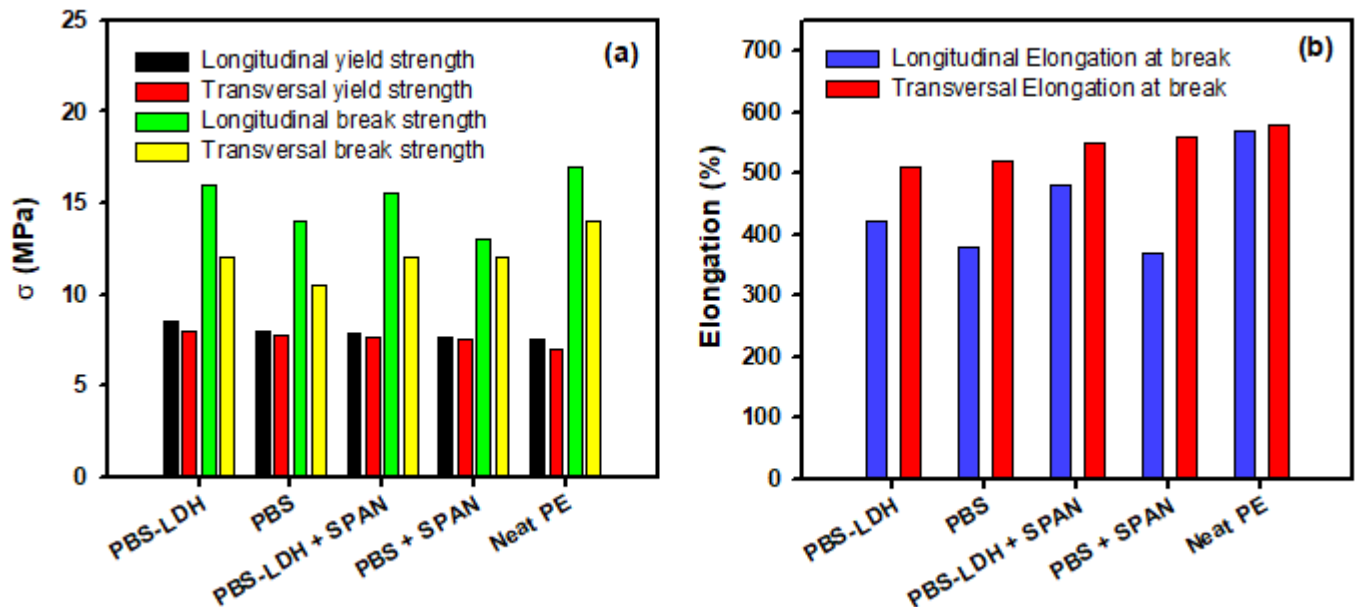 (a)
Longitudinal yield strength
Transversal yield strength
Longitudinal break strength
Transversal break strength
σ (MPa)
25
20
15
10
5
0
PBS-LDH
PBS
PBS-LDH + SPAN
PBS + SPAN
Neat PE
(b)
Longitudinal Elongation at break
Transversal Elongation at break
Elongation (%)
700
600
500
400
300
200
100
0
PBS-LDH
PBS
PBS-LDH + SPAN
PBS + SPAN
Neat PE